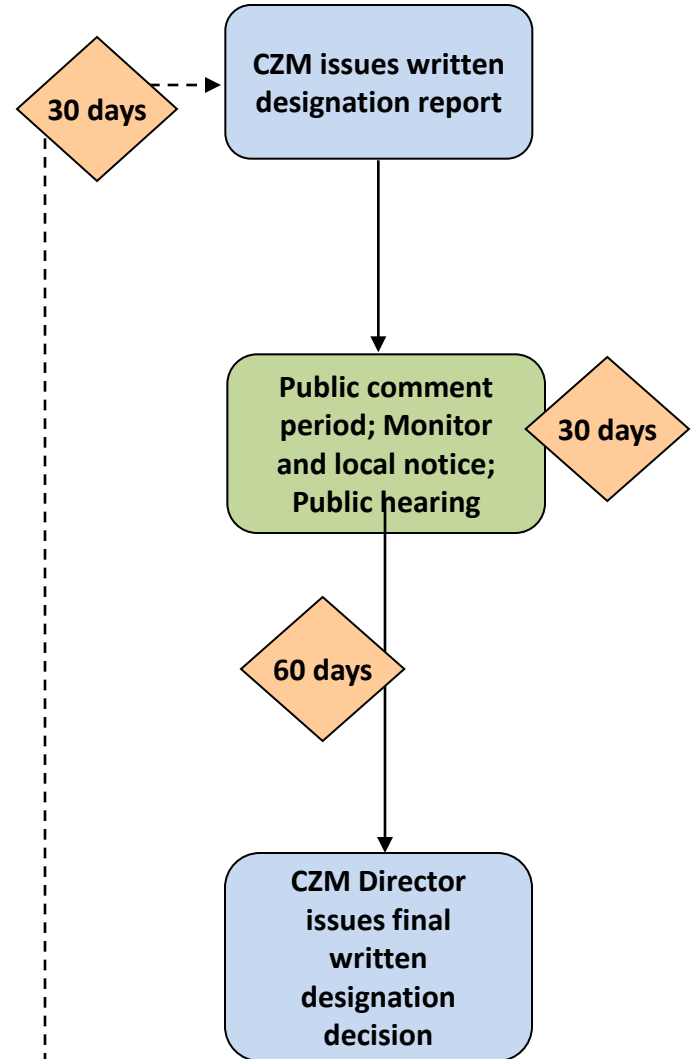 CZM issues written
designation report
30 days
Public comment
period; Monitor
and local notice;
Public hearing
30 days
60 days
CZM Director
issues final
written
designation
decision